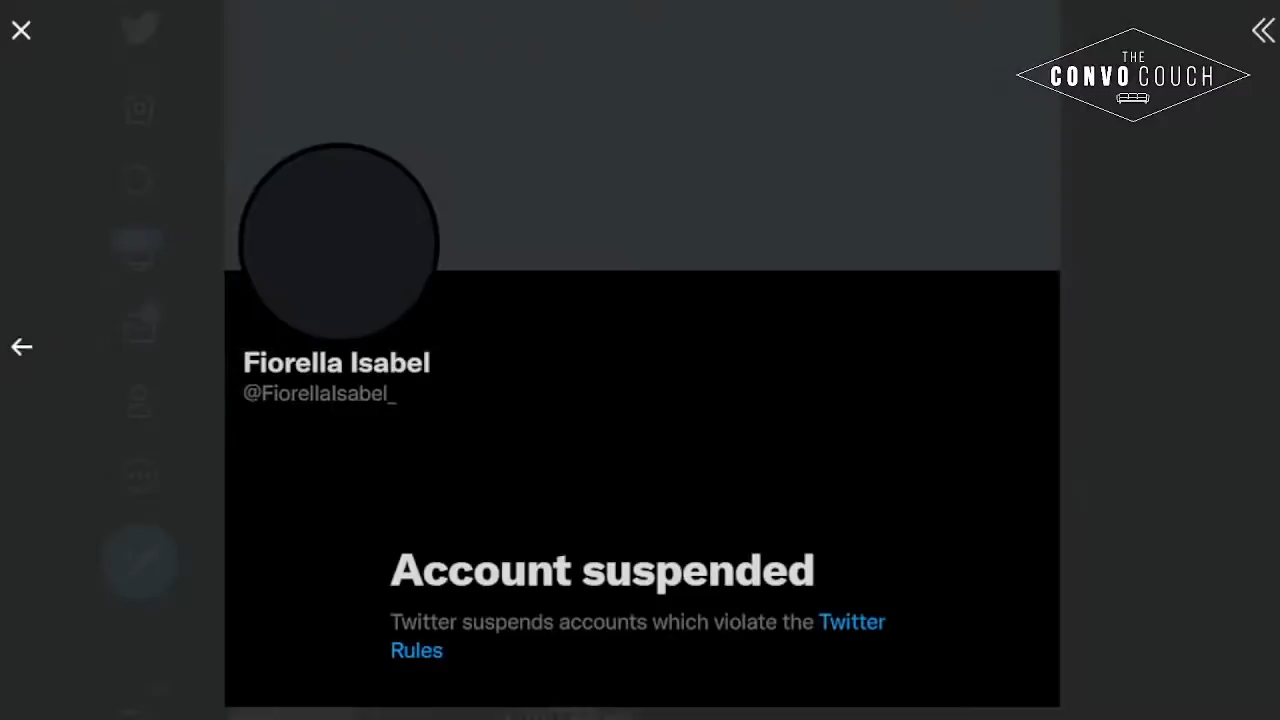 THE
CONVO COUCH
Fiorella Isabel
@FiorellaIsabel_
Account suspended
Twitter suspends accounts which violate the Twitter
Rules